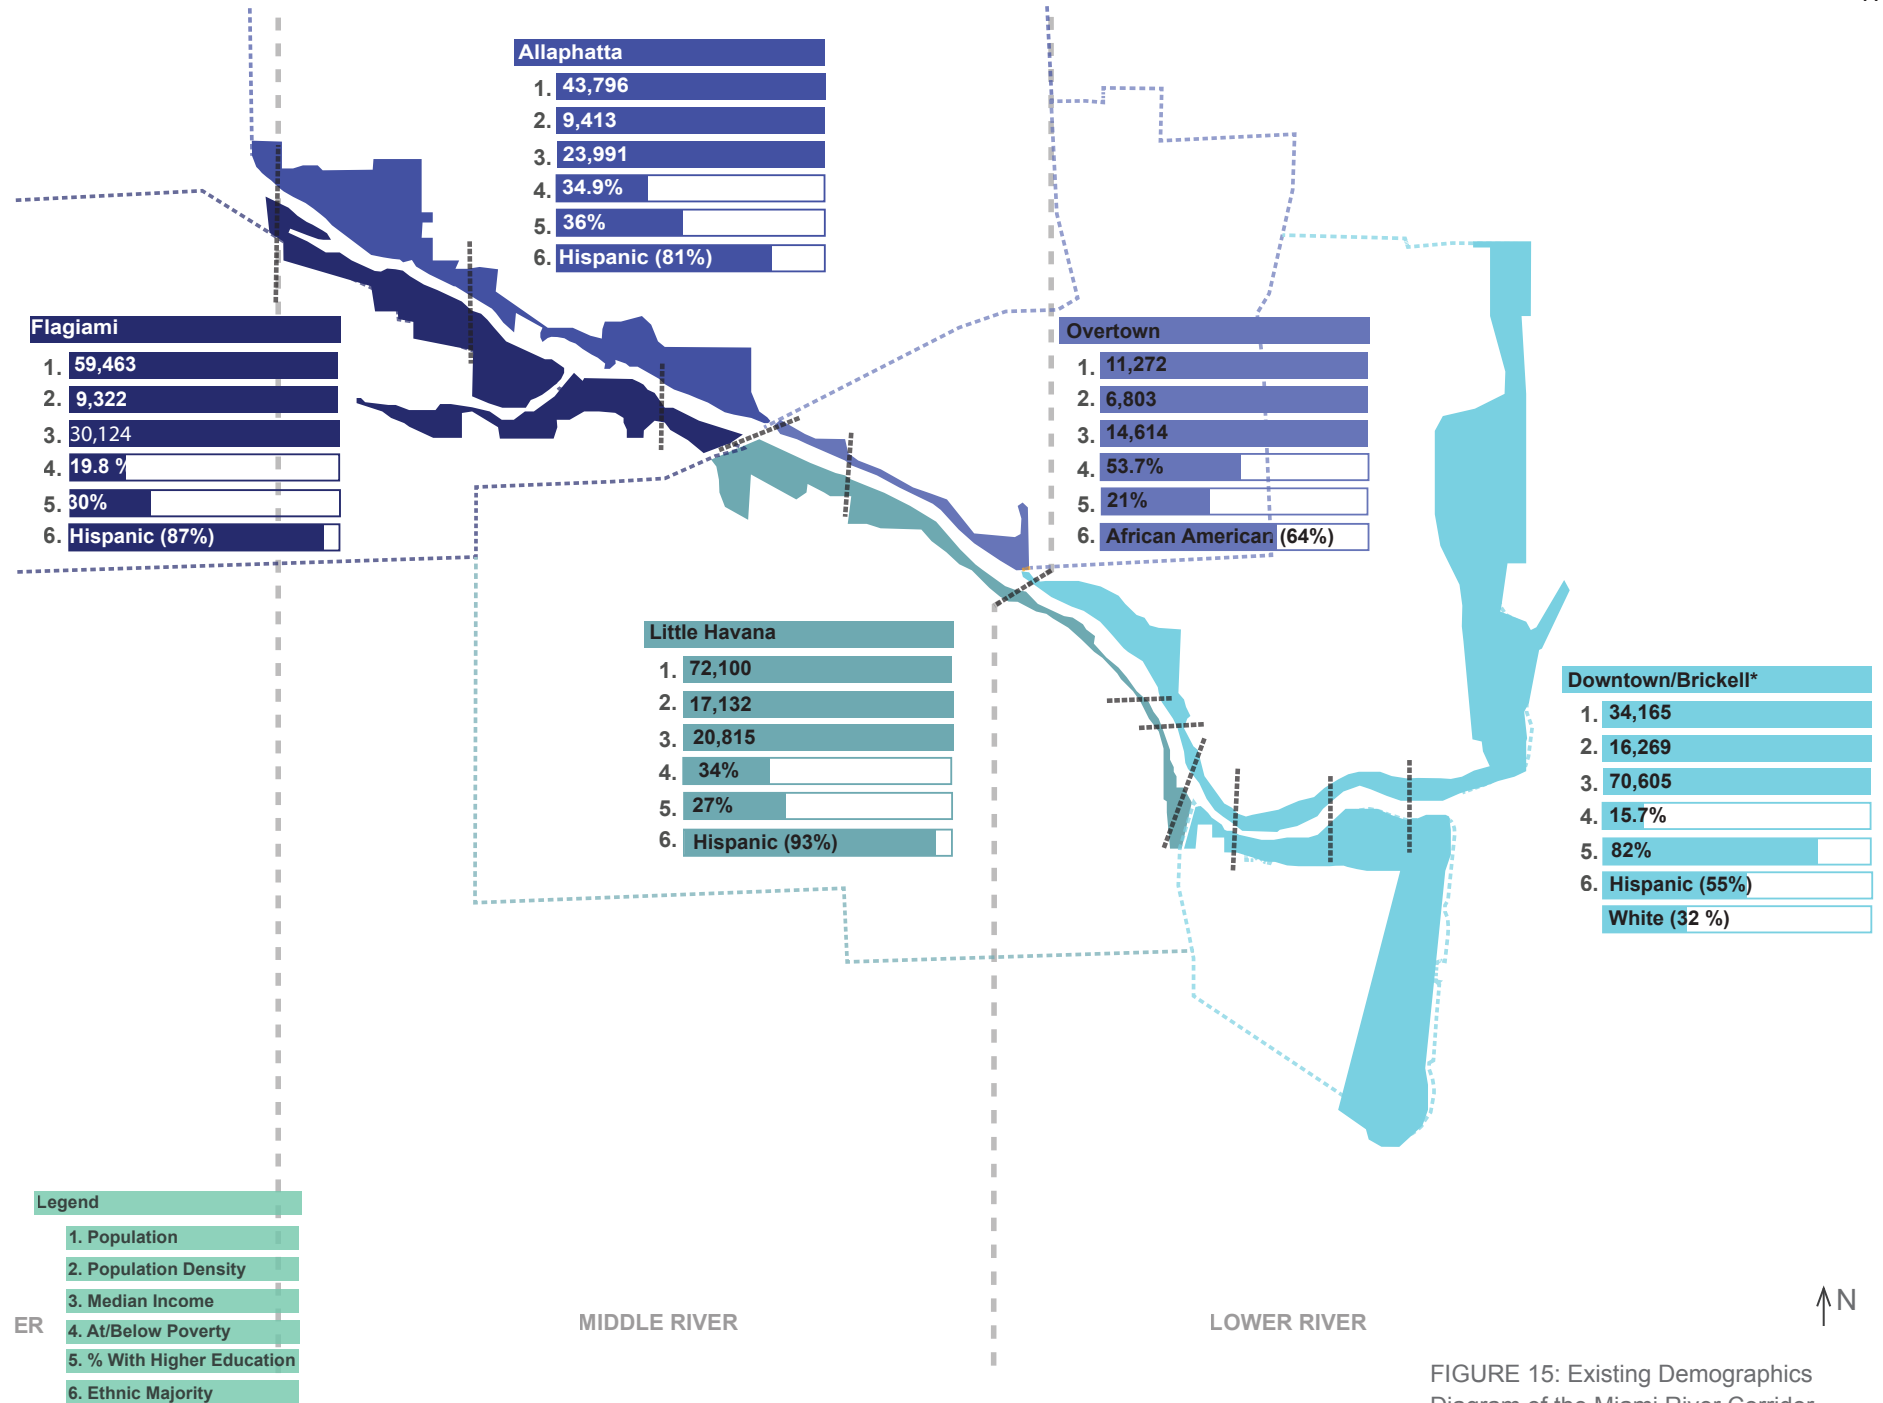 Allaphatta
1. 43,796
2. 9,413
3. 23,991
4. 34.9%
5. 36%
6. Hispanic (81%)
Flagiami
1. 59,463
2. 9,322
3. 30,124
4. 19.8 %
5. 30%
6. Hispanic (87%)
Overtown
1. 11,272
2. 6,803
3. 14,614
4. 53.7%
5. 21%
6. African American (64%)
Little Havana
1. 72,100
2. 17,132
3. 20,815
4. 34%
5. 27%
6. Hispanic (93%)
Downtown/Brickell*
1. 34,165
2. 16,269
3. 70,605
4. 15.7%
5. 82%
6. Hispanic (55%)
White (32 %)
Legend
1. Population
2. Population Density
3. Median Income
4. At/Below Poverty
5. % With Higher Education
6. Ethnic Majority
ER
MIDDLE RIVER
LOWER RIVER
N
FIGURE 15: Existing Demographics
Diagram of the Miami River Corridor